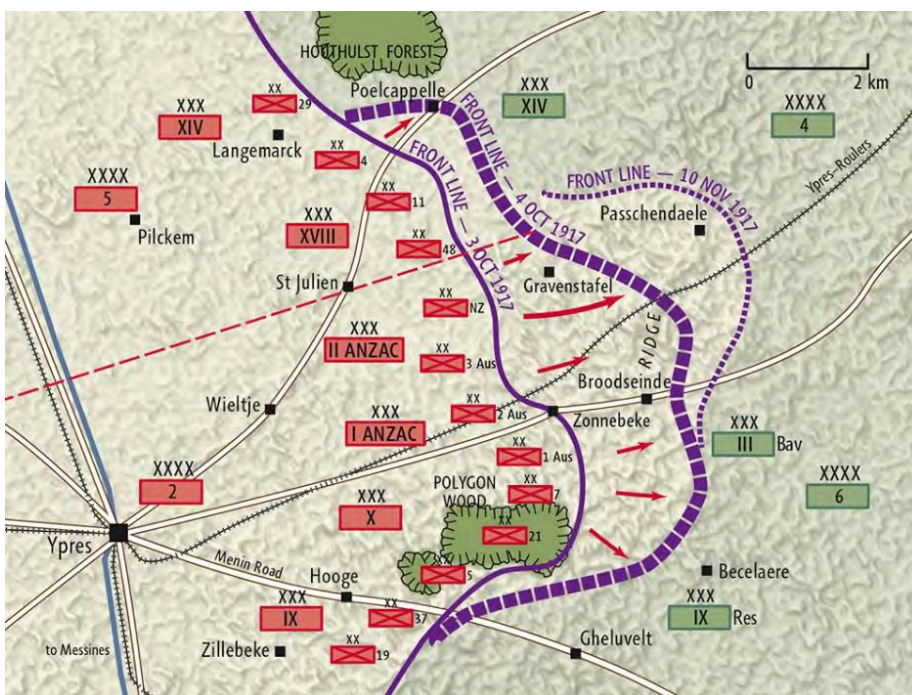 HOUTHULST FOREST
0 2 km
Poelcappelle
XXX
XIV
XXXX
4
XX
29
XXX
XIV
Langemarck
XX
4
FRONT LINE — 3 OCT 1917
FRONT LINE — 4 OCT 1917
FRONT LINE — 10 NOV 1917
Ypres–Roulers
XXXX
5
Pilckem
XX
11
Passchendaele
XXX
XVIII
XX
48
St Julien
Gravenstafel
XX
NZ
XXX
II ANZAC
XX
3 Aus
RIDGE
Broodseinde
Wieltje
XX
2 Aus
Zonnebeke
XXX
I ANZAC
XXX
III Bav
XX
1 Aus
XXXX
2
POLYGON
WOOD
XX
7
XXXX
6
XXX
X
XX
21
Ypres
Menin Road
Hooge
XX
5
Becelaere
XXX
IX
XX
37
XXX
IX Res
to Messines
Zillebeke
XX
19
Gheluvelt